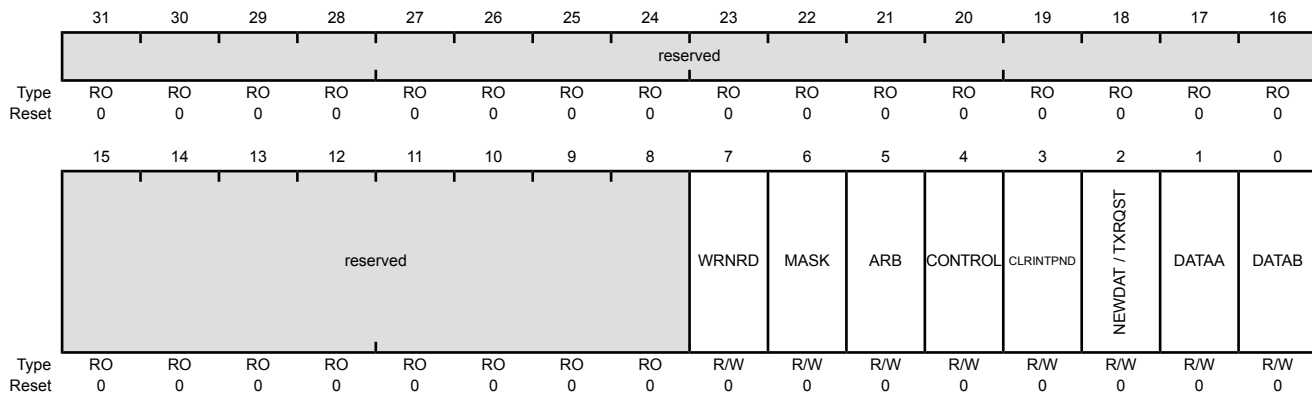 31 30 29 28 27 26 25 24 23 22 21 20 19 18 17 16
reserved
Type RO RO RO RO RO RO RO RO RO RO RO RO RO RO RO RO
Reset 0 0 0 0 0 0 0 0 0 0 0 0 0 0 0 0
15 14 13 12 11 10 9 8 7 6 5 4 3 2 1 0
reserved WRNRD MASK ARB CONTROL CLRINTPND NEWDAT / TXRQST DATAA DATAB
Type RO RO RO RO RO RO RO RO R/W R/W R/W R/W R/W R/W R/W R/W
Reset 0 0 0 0 0 0 0 0 0 0 0 0 0 0 0 0